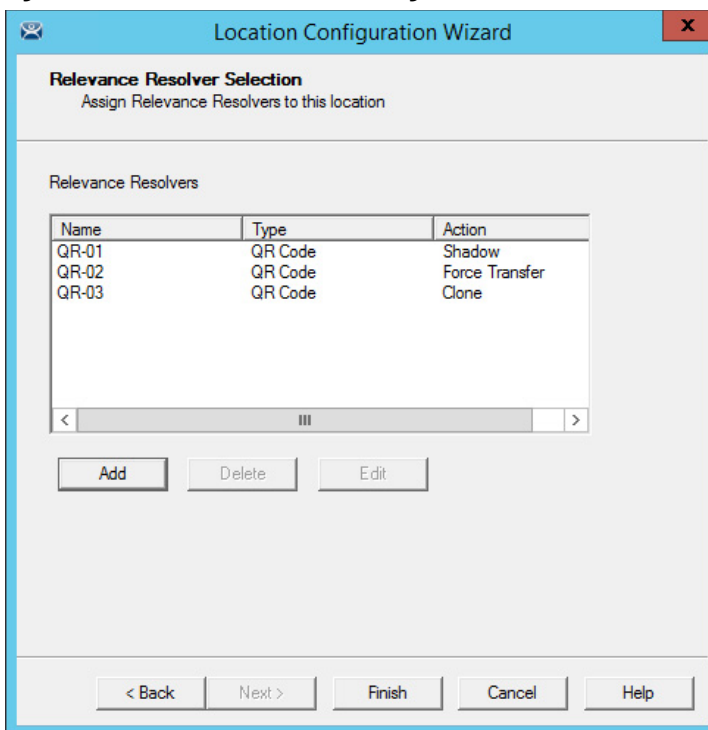 Location Configuration Wizard
x
Relevance Resolver Selection
Assign Relevance Resolvers to this location
Relevance Resolvers
Name Type Action
QR-01 QR Code Shadow
QR-02 QR Code Force Transfer
QR-03 QR Code Clone
Add Delete Edit
< Back Next > Finish Cancel Help